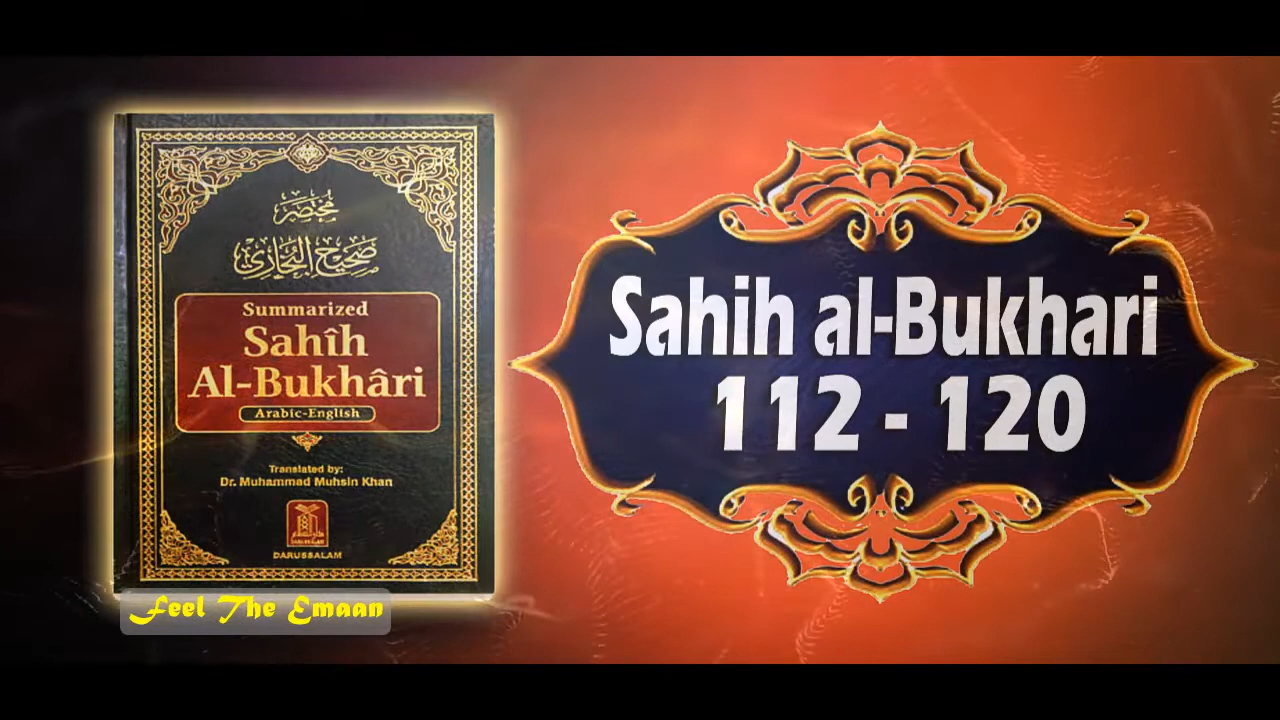 مختصر
صحيح البخاري
Summarized
Sahîh
Al-Bukhâri
Arabic-English
Translated by:
Dr. Muhammad Muhsin Khan
DARUSSALAM
Feel The Emaan
Sahih al-Bukhari
112 - 120